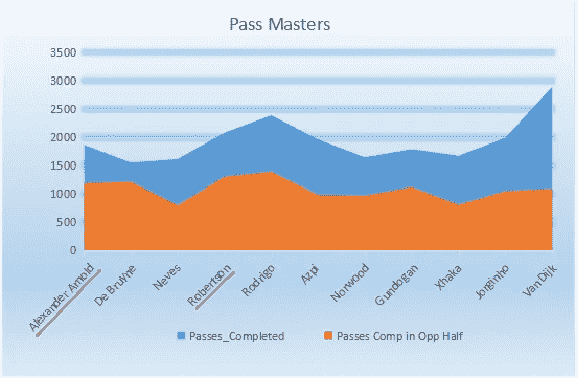 Pass Masters
3500
3000
2500
2000
1500
1000
500
0
Alexander Arnold
De Bruyne
Neves
Robertson
Rodrigo
Azpi
Norwood
Gundogan
Xhaka
Jorginho
Van Dijk
Passes_Completed
Passes Comp in Opp Half